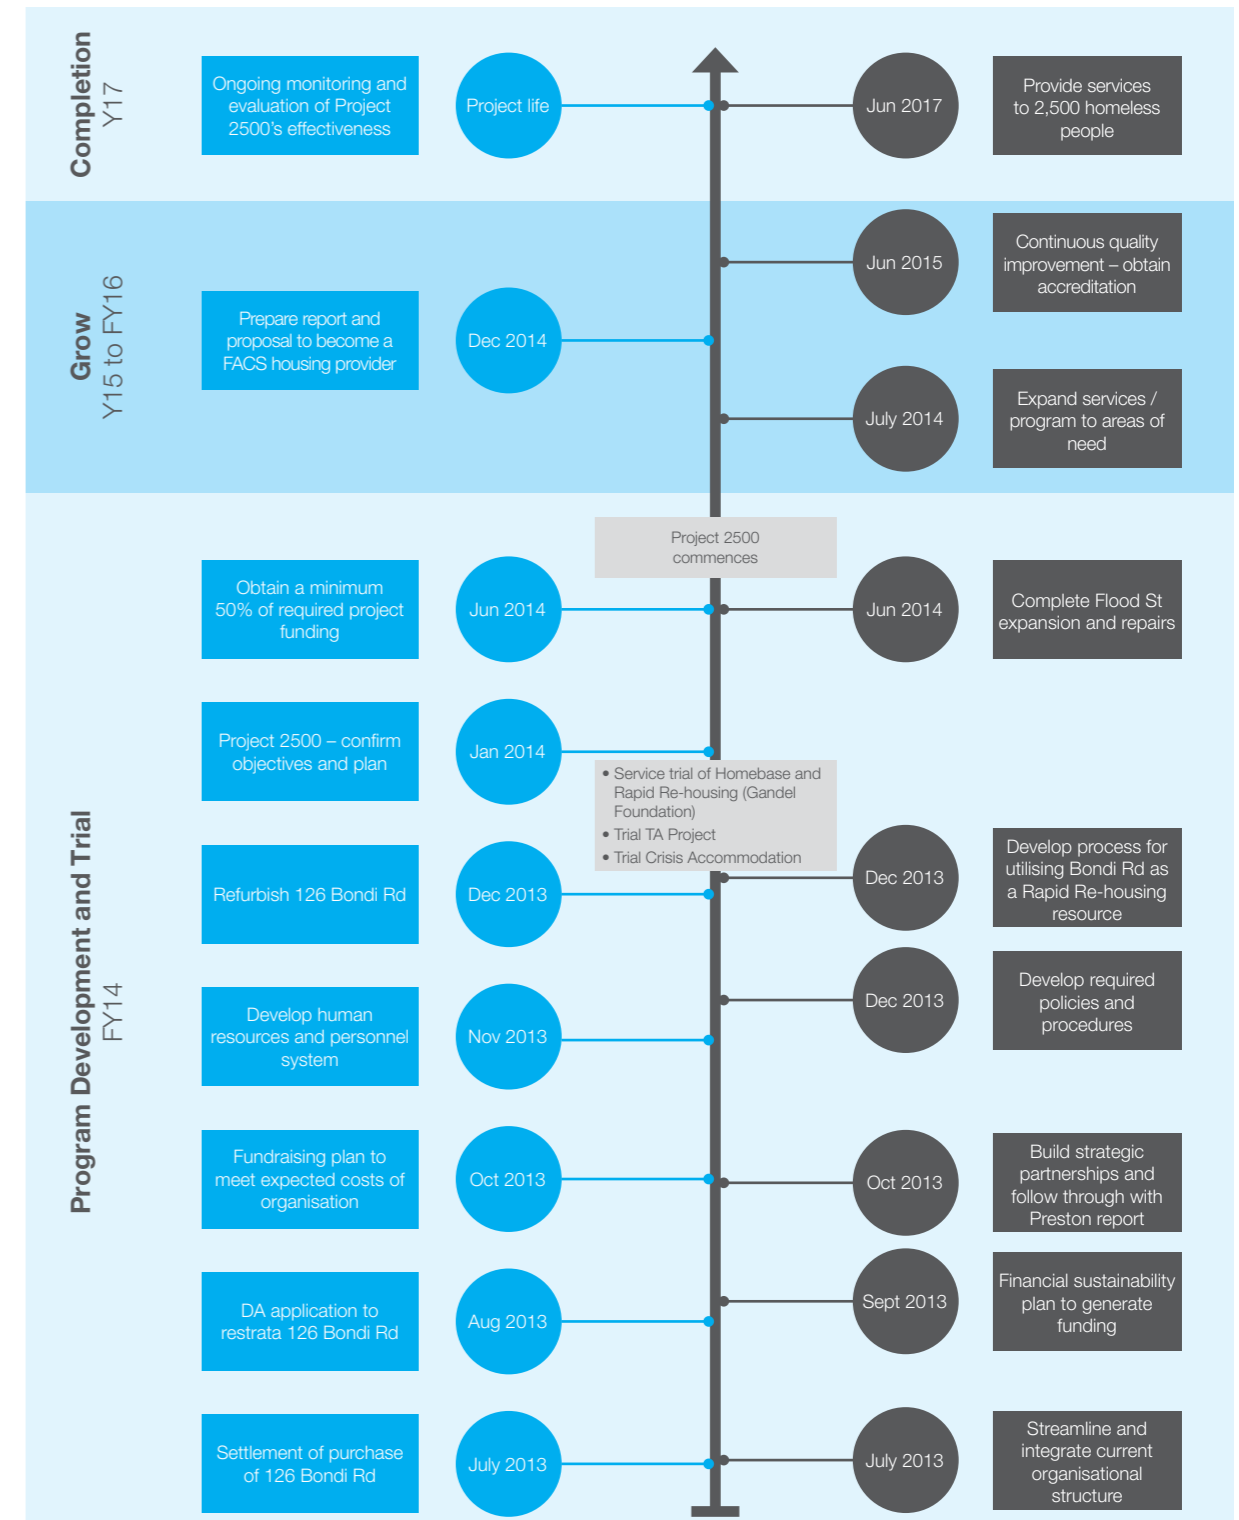 Completion
Y17
Ongoing monitoring and
evaluation of Project
2500's effectiveness
Project life
Jun 2017
Provide services
to 2,500 homeless
people
Grow
Y15 to FY16
Jun 2015
Continuous quality
improvement – obtain
accreditation
Prepare report and
proposal to become a
FACS housing provider
Dec 2014
July 2014
Expand services /
program to areas of
need
Project 2500
commences
Program Development and Trial
FY14
Obtain a minimum
50% of required project
funding
Jun 2014
Jun 2014
Complete Flood St
expansion and repairs
Project 2500 – confirm
objectives and plan
Jan 2014
• Service trial of Homebase and
Rapid Re-housing (Gandel
Foundation)
• Trial TA Project
• Trial Crisis Accommodation
Refurbish 126 Bondi Rd
Dec 2013
Dec 2013
Develop process for
utilising Bondi Rd as
a Rapid Re-housing
resource
Dec 2013
Develop required
policies and
procedures
Develop human
resources and personnel
system
Nov 2013
Fundraising plan to
meet expected costs of
organisation
Oct 2013
Oct 2013
Build strategic
partnerships and
follow through with
Preston report
Sept 2013
Financial sustainability
plan to generate
funding
DA application to
restrata 126 Bondi Rd
Aug 2013
Settlement of purchase
of 126 Bondi Rd
July 2013
July 2013
Streamline and
integrate current
organisational
structure